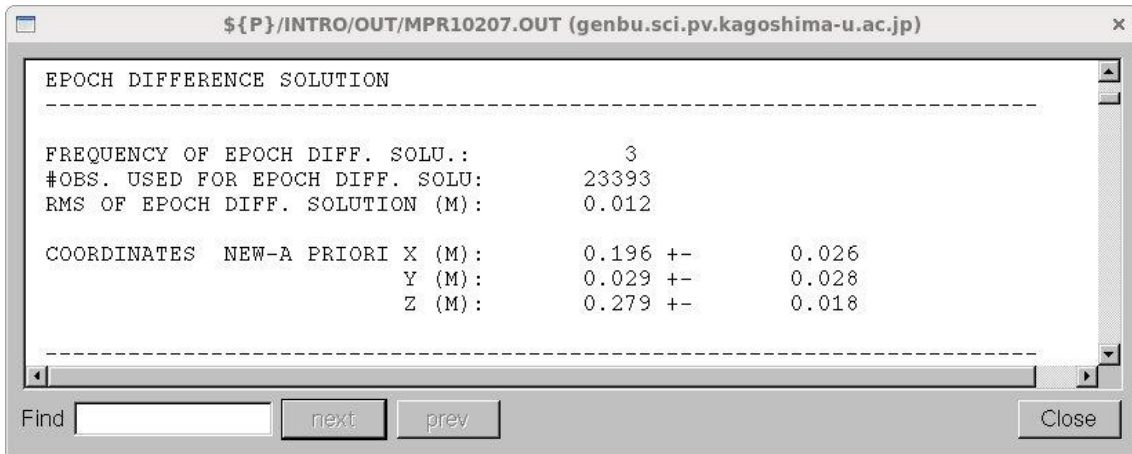 ${P}/INTRO/OUT/MPR10207.OUT (genbu.sci.pv.kagoshima-u.ac.jp)
EPOCH DIFFERENCE SOLUTION
-------------------------------------------------------------------------
FREQUENCY OF EPOCH DIFF. SOLU.: 3
#OBS. USED FOR EPOCH DIFF. SOLU: 23393
RMS OF EPOCH DIFF. SOLUTION (M): 0.012
COORDINATES NEW-A PRIORI X (M): 0.196 +- 0.026
Y (M): 0.029 +- 0.028
Z (M): 0.279 +- 0.018
-------------------------------------------------------------------------
Find next prev Close